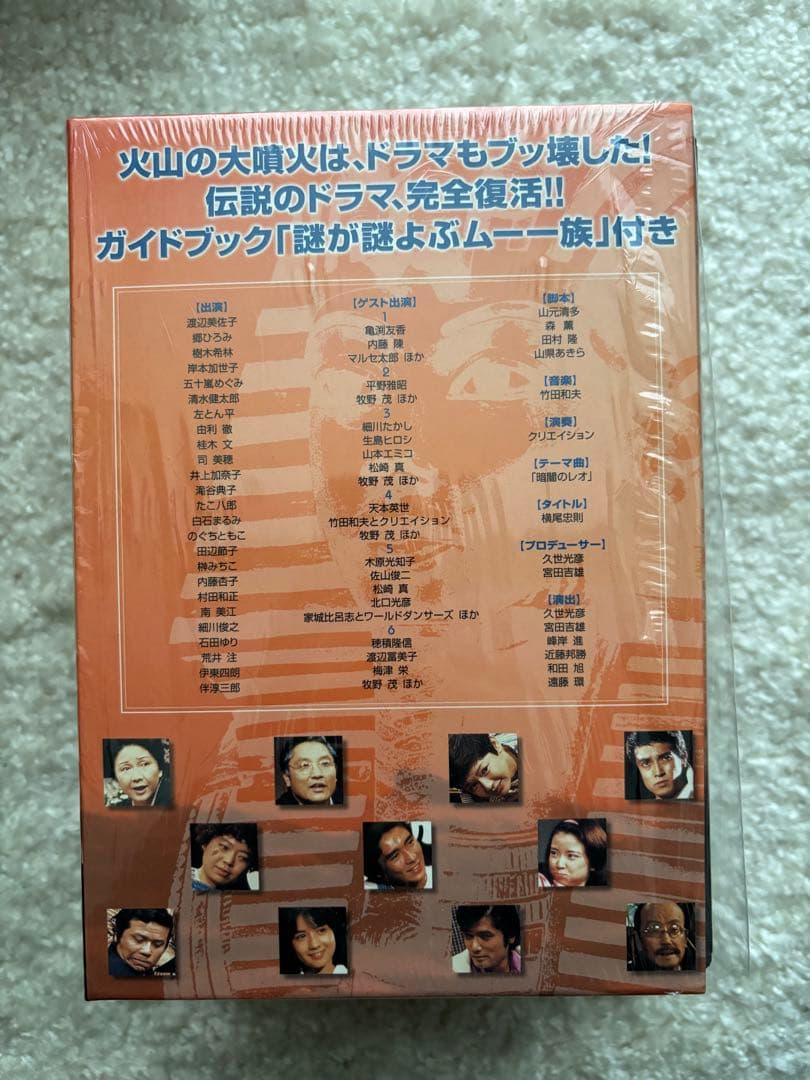 火山の大噴火は、ドラマもブッ壊した!
伝説のドラマ、完全復活!!
ガイドブック「謎が謎よぶムー一族」付き
【出演】
渡辺美佐子
郷ひろみ
樹木希林
岸本加世子
五十嵐めぐみ
清水健太郎
左とん平
由利 徹
桂木 文
司 美穂
井上加奈子
渑谷典子
たこ八郎
白石まるみ
のぐちともこ
田辺節子
榊みちこ
内藤杏子
村田和正
南 美江
細川俊之
石田ゆり
荒井 注
伊東四朗
伴淳三郎
【ゲスト出演】
1
亀渕友香
内藤 陳
マルセ太郎 ほか
2
平野雅昭
牧野 茂 ほか
3
細川たかし
生島ヒロシ
山本エミコ
松崎 真
牧野 茂 ほか
4
天本英世
竹田和夫とクリエイション
牧野 茂 ほか
5
木原光知子
佐山俊二
松崎 真
北口光彦
家城比呂志とワールドダンサーズ ほか
6
穂積隆信
渡辺冨美子
梅津 栄
牧野 茂 ほか
【脚本】
山元清多
森 薫
田村 隆
山県あきら
【音楽】
竹田和夫
【演奏】
クリエイション
【テーマ曲】
「暗闇のレオ」
【タイトル】
横尾忠則
【プロデューサー】
久世光彦
宮田吉雄
【演出】
久世光彦
宮田吉雄
峰岸 進
近藤邦勝
和田 旭
遠藤 環